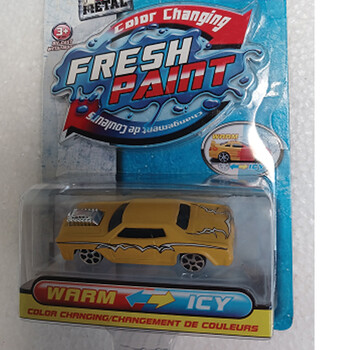 METAL
Color Changing
3+
FRESH
PAINT
Changement de Couleurs
WARM
WARM ICY
COLOR CHANGING/CHANGEMENT DE COULEURS